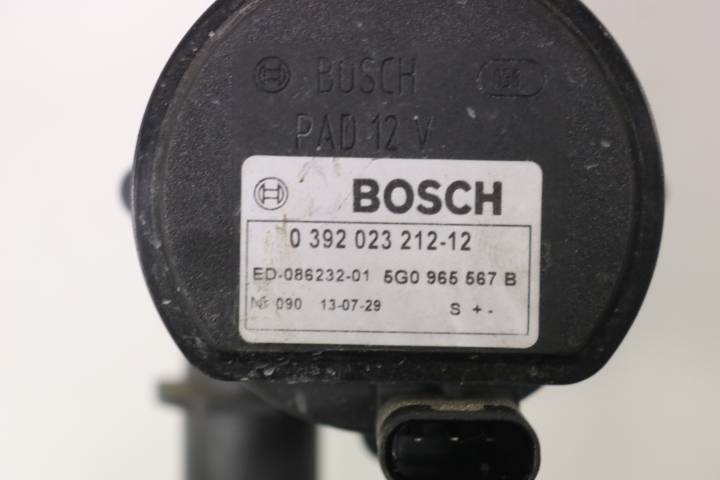 BOSCH
PAD 12 V
BOSCH
0 392 023 212-12
ED-086232-01 5G0 965 567 B
Nr 090 13-07-29 S + -